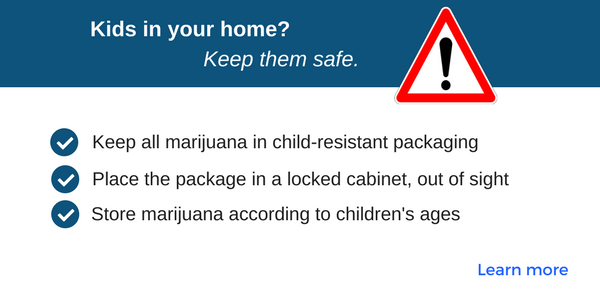 Kids in your home?
Keep them safe.
Keep all marijuana in child-resistant packaging
Place the package in a locked cabinet, out of sight
Store marijuana according to children's ages
Learn more